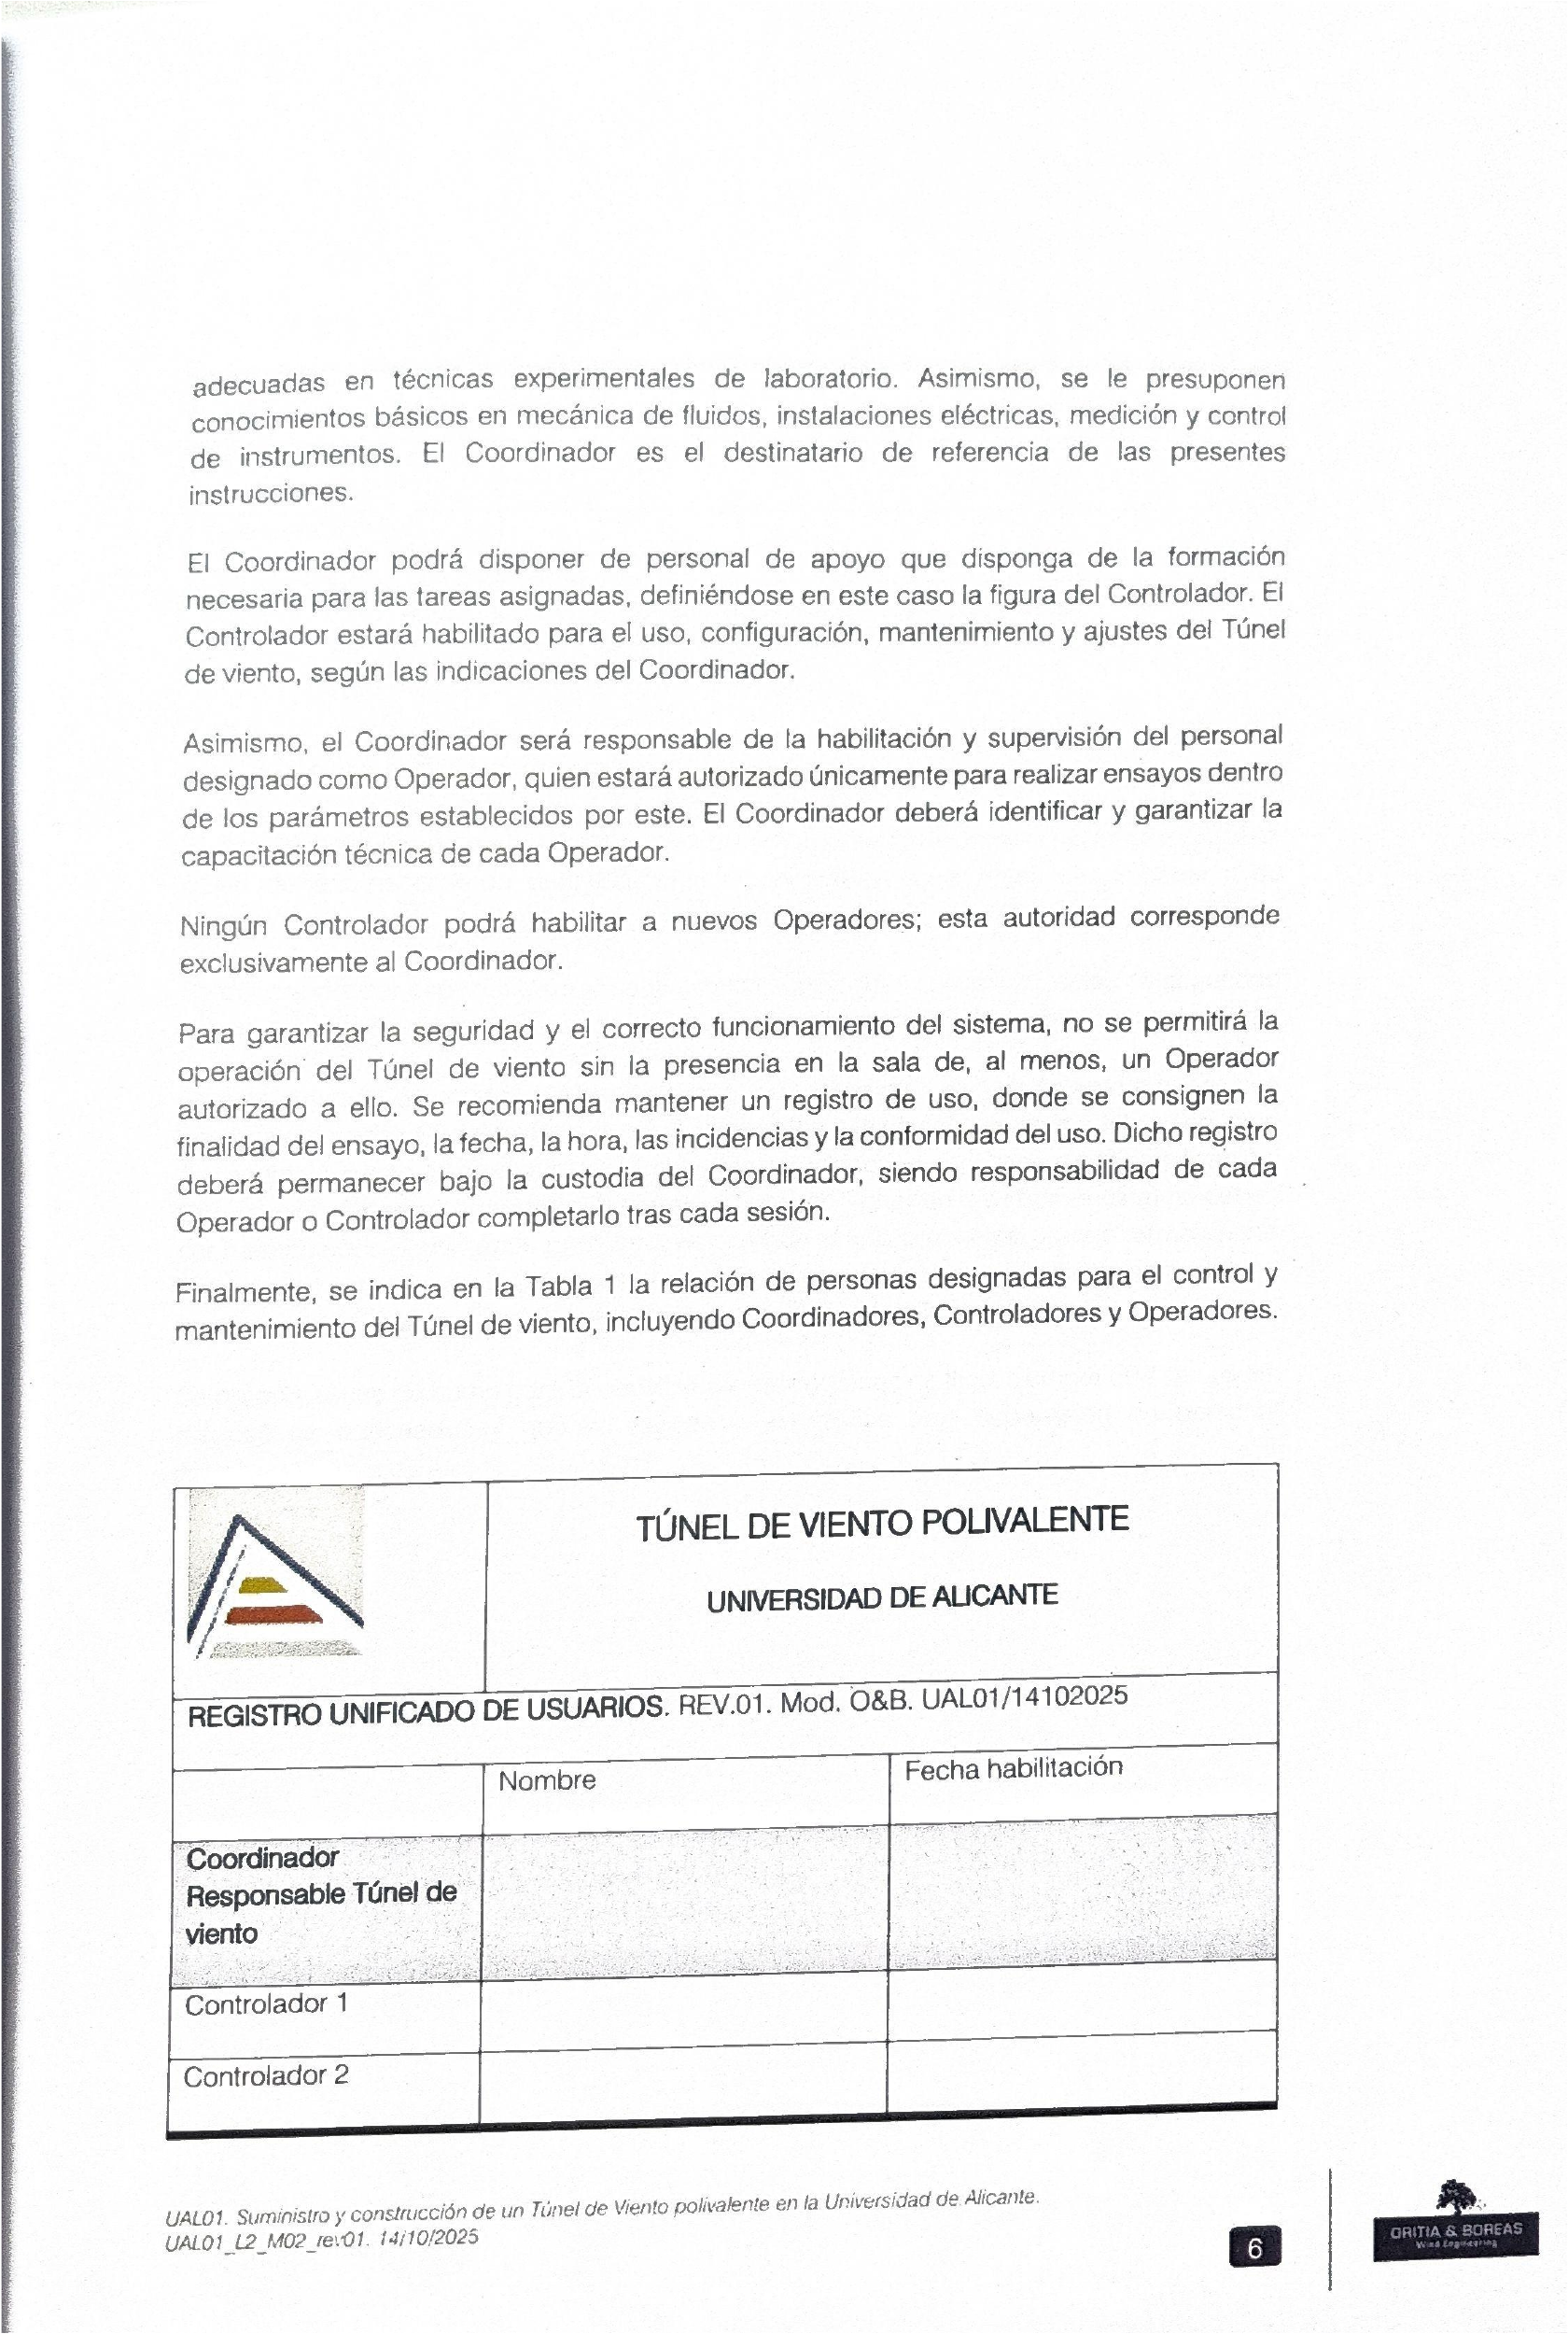 adecuadas en técnicas experimentales de laboratorio. Asimismo, se le presuponen
conocimientos básicos en mecánica de fluidos, instalaciones eléctricas, medición y control
de instrumentos. El Coordinador es el destinatario de referencia de las presentes
instrucciones.
El Coordinador podrá disponer de personal de apoyo que disponga de la formación
necesaria para las tareas asignadas, definiéndose en este caso la figura del Controlador. El
Controlador estará habilitado para el uso, configuración, mantenimiento y ajustes del Túnel
de viento, según las indicaciones del Coordinador.
Asimismo, el Coordinador será responsable de la habilitación y supervisión del personal
designado como Operador, quien estará autorizado únicamente para realizar ensayos dentro
de los parámetros establecidos por este. El Coordinador deberá identificar y garantizar la
capacitación técnica de cada Operador.
Ningún Controlador podrá habilitar a nuevos Operadores; esta autoridad corresponde
exclusivamente al Coordinador.
Para garantizar la seguridad y el correcto funcionamiento del sistema, no se permitirá la
operación del Túnel de viento sin la presencia en la sala de, al menos, un Operador
autorizado a ello. Se recomienda mantener un registro de uso, donde se consignen la
finalidad del ensayo, la fecha, la hora, las incidencias y la conformidad del uso. Dicho registro
deberá permanecer bajo la custodia del Coordinador, siendo responsabilidad de cada
Operador o Controlador completarlo tras cada sesión.
Finalmente, se indica en la Tabla 1 la relación de personas designadas para el control y
mantenimiento del Túnel de viento, incluyendo Coordinadores, Controladores y Operadores.
TÚNEL DE VIENTO POLIVALENTE
UNIVERSIDAD DE ALICANTE
REGISTRO UNIFICADO DE USUARIOS. REV.01. Mod. O&B. UAL01/14102025
Nombre
Fecha habilitación
Coordinador
Responsable Túnel de
viento
Controlador 1
Controlador 2
UAL01. Suministro y construcción de un Túnel de Viento polivalente en la Universidad de Alicante.
UAL01_L2_M02_rev01. 14/10/2025
6
ORITIA & BOREAS
Wind Engineering